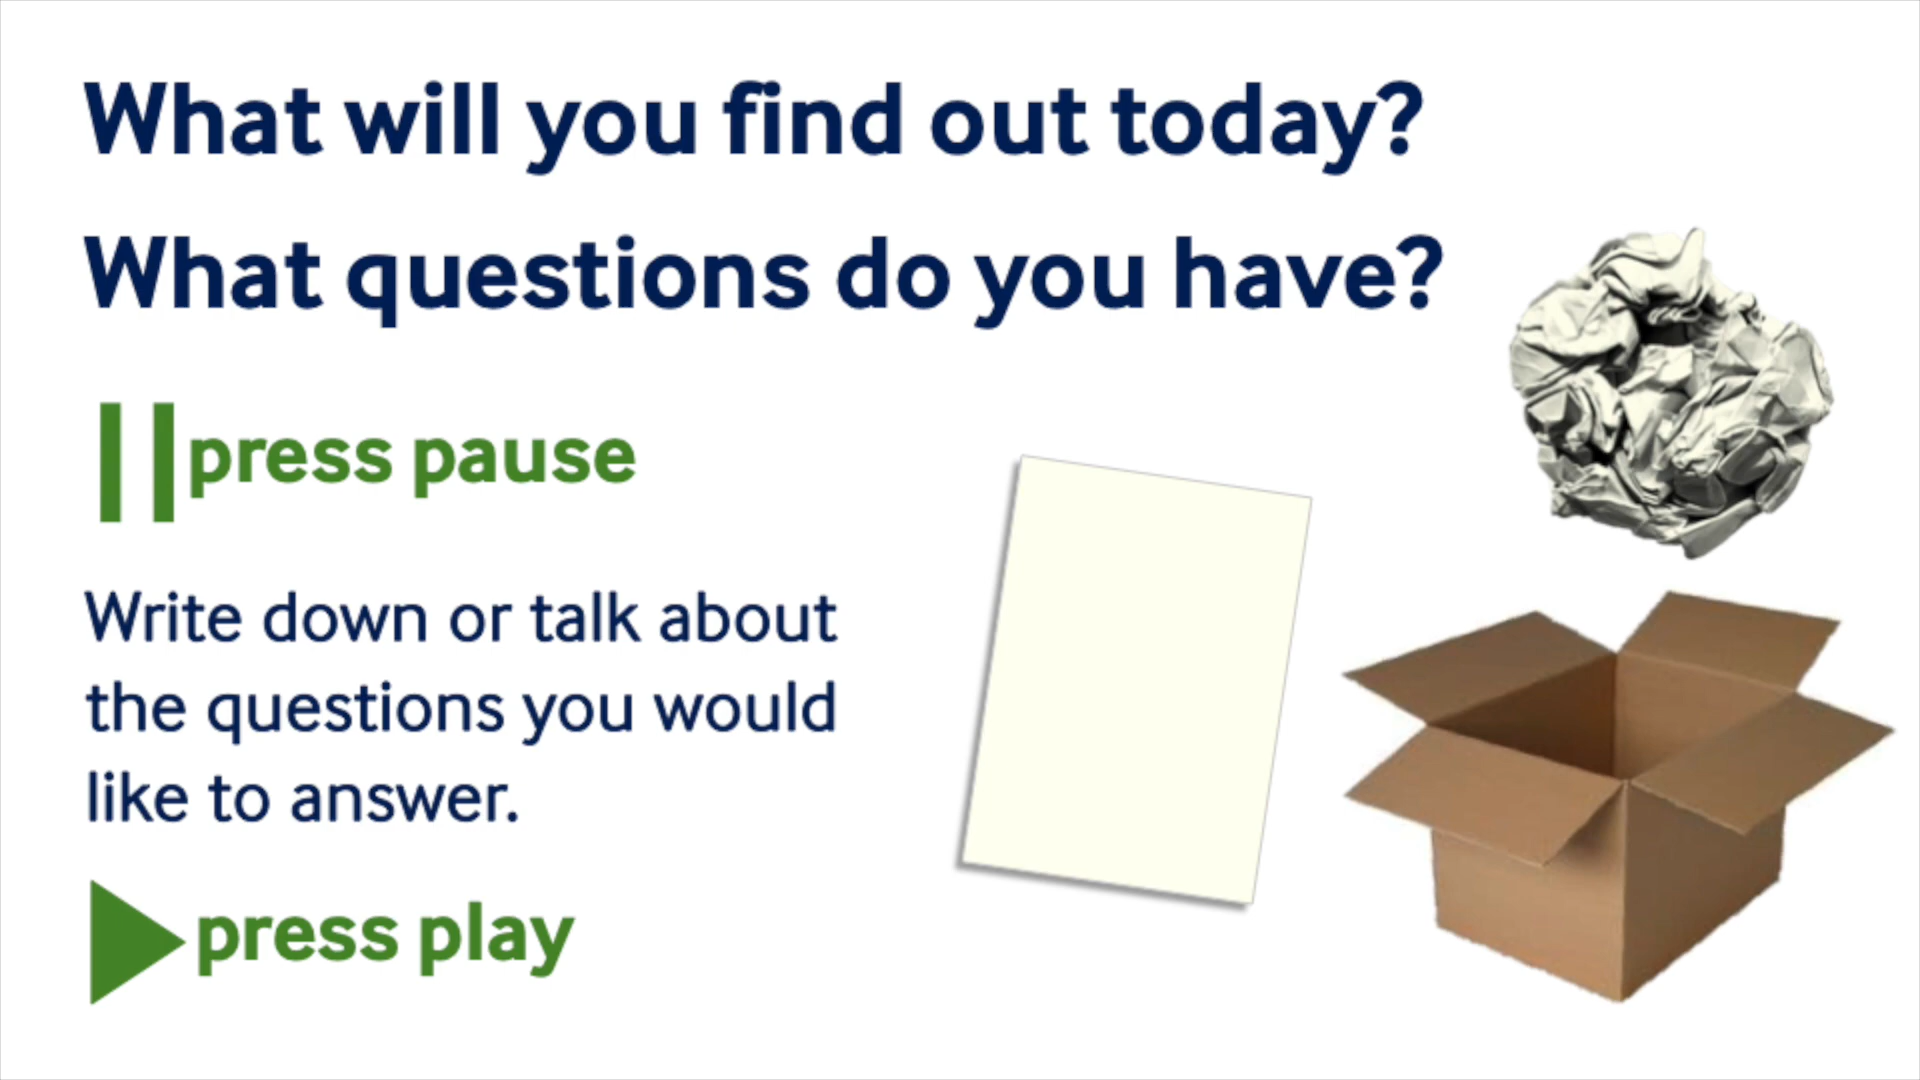 What will you find out today?
What questions do you have?
press pause
Write down or talk about
the questions you would
like to answer.
press play